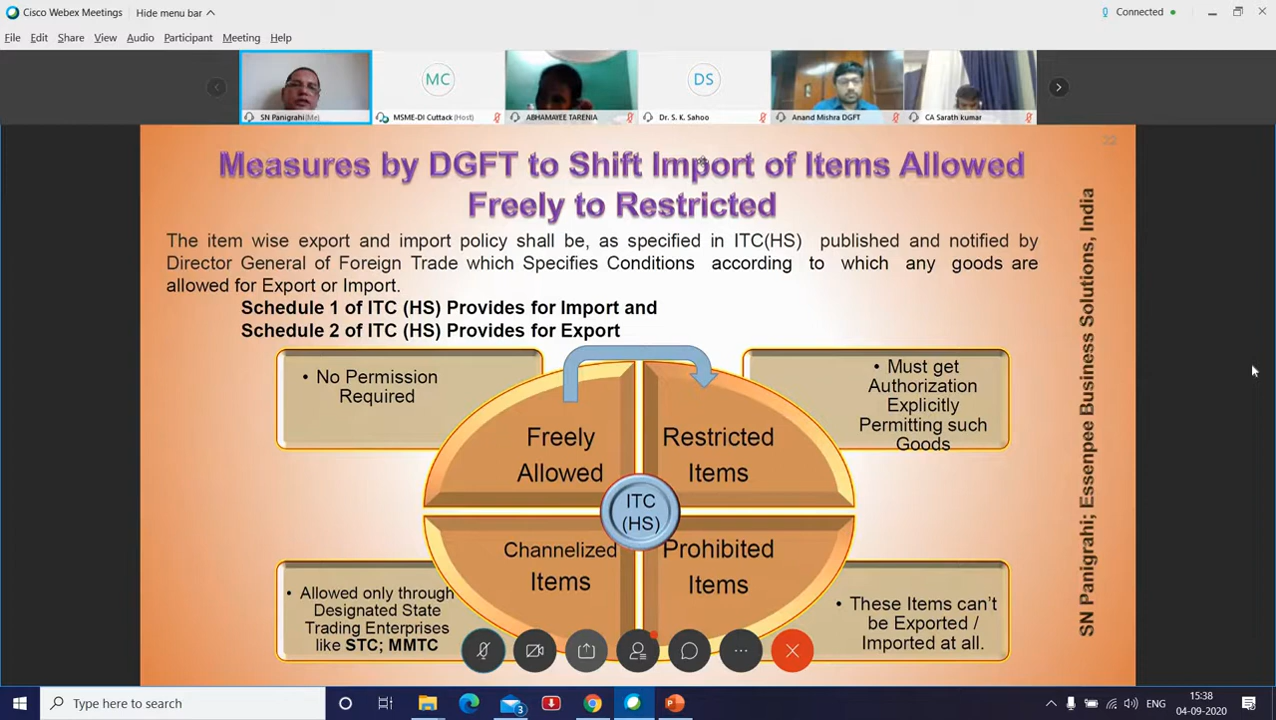 Cisco Webex Meetings
Hide menu bar
Connected
File Edit Share View Audio Participant Meeting Help
MC
DS
SN Panigrahi(Me)
MSME-DI Cuttack (Host)
ABHAMAYEE TARENIA
Dr. S. K. Sahoo
Anand Mishra DGFT
CA Sarath kumar
22
Measures by DGFT to Shift Import of Items Allowed
Freely to Restricted
The item wise export and import policy shall be, as specified in ITC(HS) published and notified by
Director General of Foreign Trade which Specifies Conditions according to which any goods are
allowed for Export or Import.
Schedule 1 of ITC (HS) Provides for Import and
Schedule 2 of ITC (HS) Provides for Export
• No Permission
Required
• Must get
Authorization
Explicitly
Permitting such
Goods
Freely
Allowed
Restricted
Items
ITC
(HS)
Channelized
Items
Prohibited
Items
• Allowed only through
Designated State
Trading Enterprises
like STC; MMTC
• These Items can't
be Exported /
Imported at all.
SN Panigrahi; Essenpee Business Solutions, India
Type here to search
3
ENG
15:38
04-09-2020